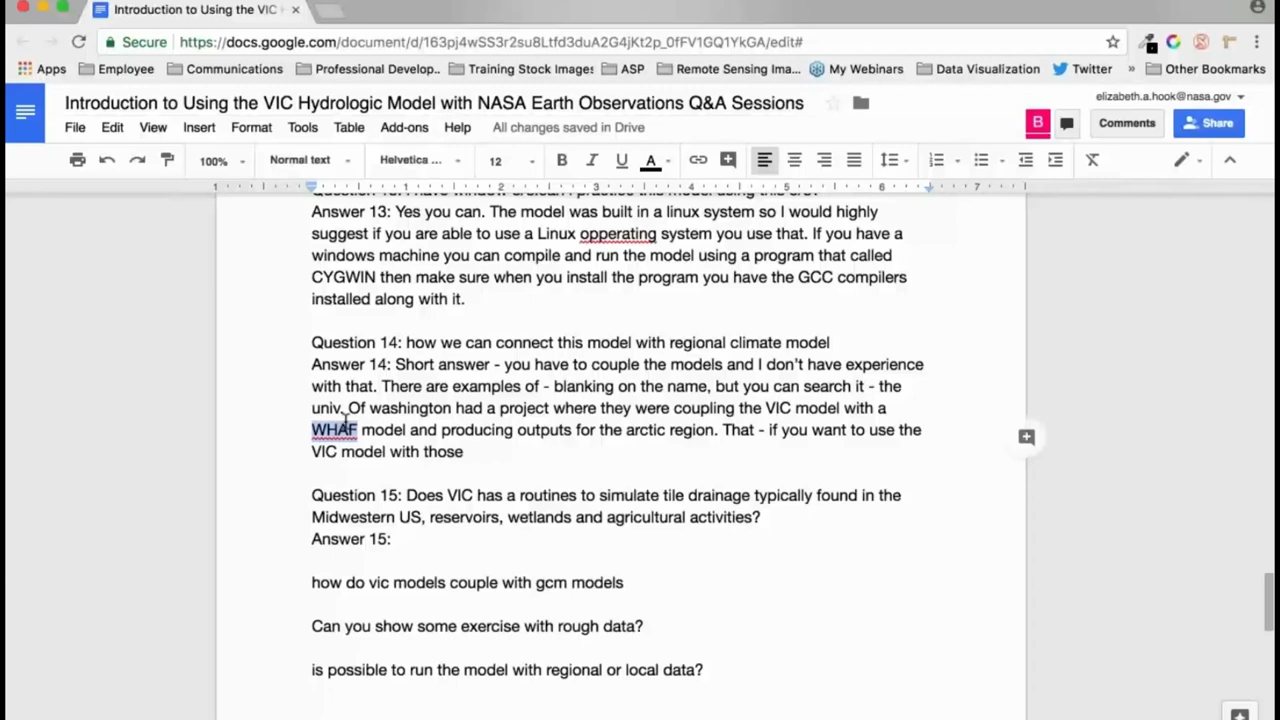 Introduction to Using the VIC
Secure https://docs.google.com/document/d/163pj4wSS3r2su8Ltfd3duA2G4jKt2p_0fFV1GQ1YkGA/edit#
Apps Employee Communications Professional Develop.. Training Stock Images ASP Remote Sensing Ima... My Webinars Data Visualization Twitter » Other Bookmarks
Introduction to Using the VIC Hydrologic Model with NASA Earth Observations Q&A Sessions
elizabeth.a.hook@nasa.gov
File Edit View Insert Format Tools Table Add-ons Help All changes saved in Drive
B Comments Share
100% Normal text Helvetica ... 12 B I U A
1 1 2 3 4 5 6 7
Answer 13: Yes you can. The model was built in a linux system so I would highly
suggest if you are able to use a Linux opperating system you use that. If you have a
windows machine you can compile and run the model using a program that called
CYGWIN then make sure when you install the program you have the GCC compilers
installed along with it.
Question 14: how we can connect this model with regional climate model
Answer 14: Short answer - you have to couple the models and I don't have experience
with that. There are examples of - blanking on the name, but you can search it - the
univ. Of washington had a project where they were coupling the VIC model with a
WHAF model and producing outputs for the arctic region. That - if you want to use the
VIC model with those
Question 15: Does VIC has a routines to simulate tile drainage typically found in the
Midwestern US, reservoirs, wetlands and agricultural activities?
Answer 15:
how do vic models couple with gcm models
Can you show some exercise with rough data?
is possible to run the model with regional or local data?